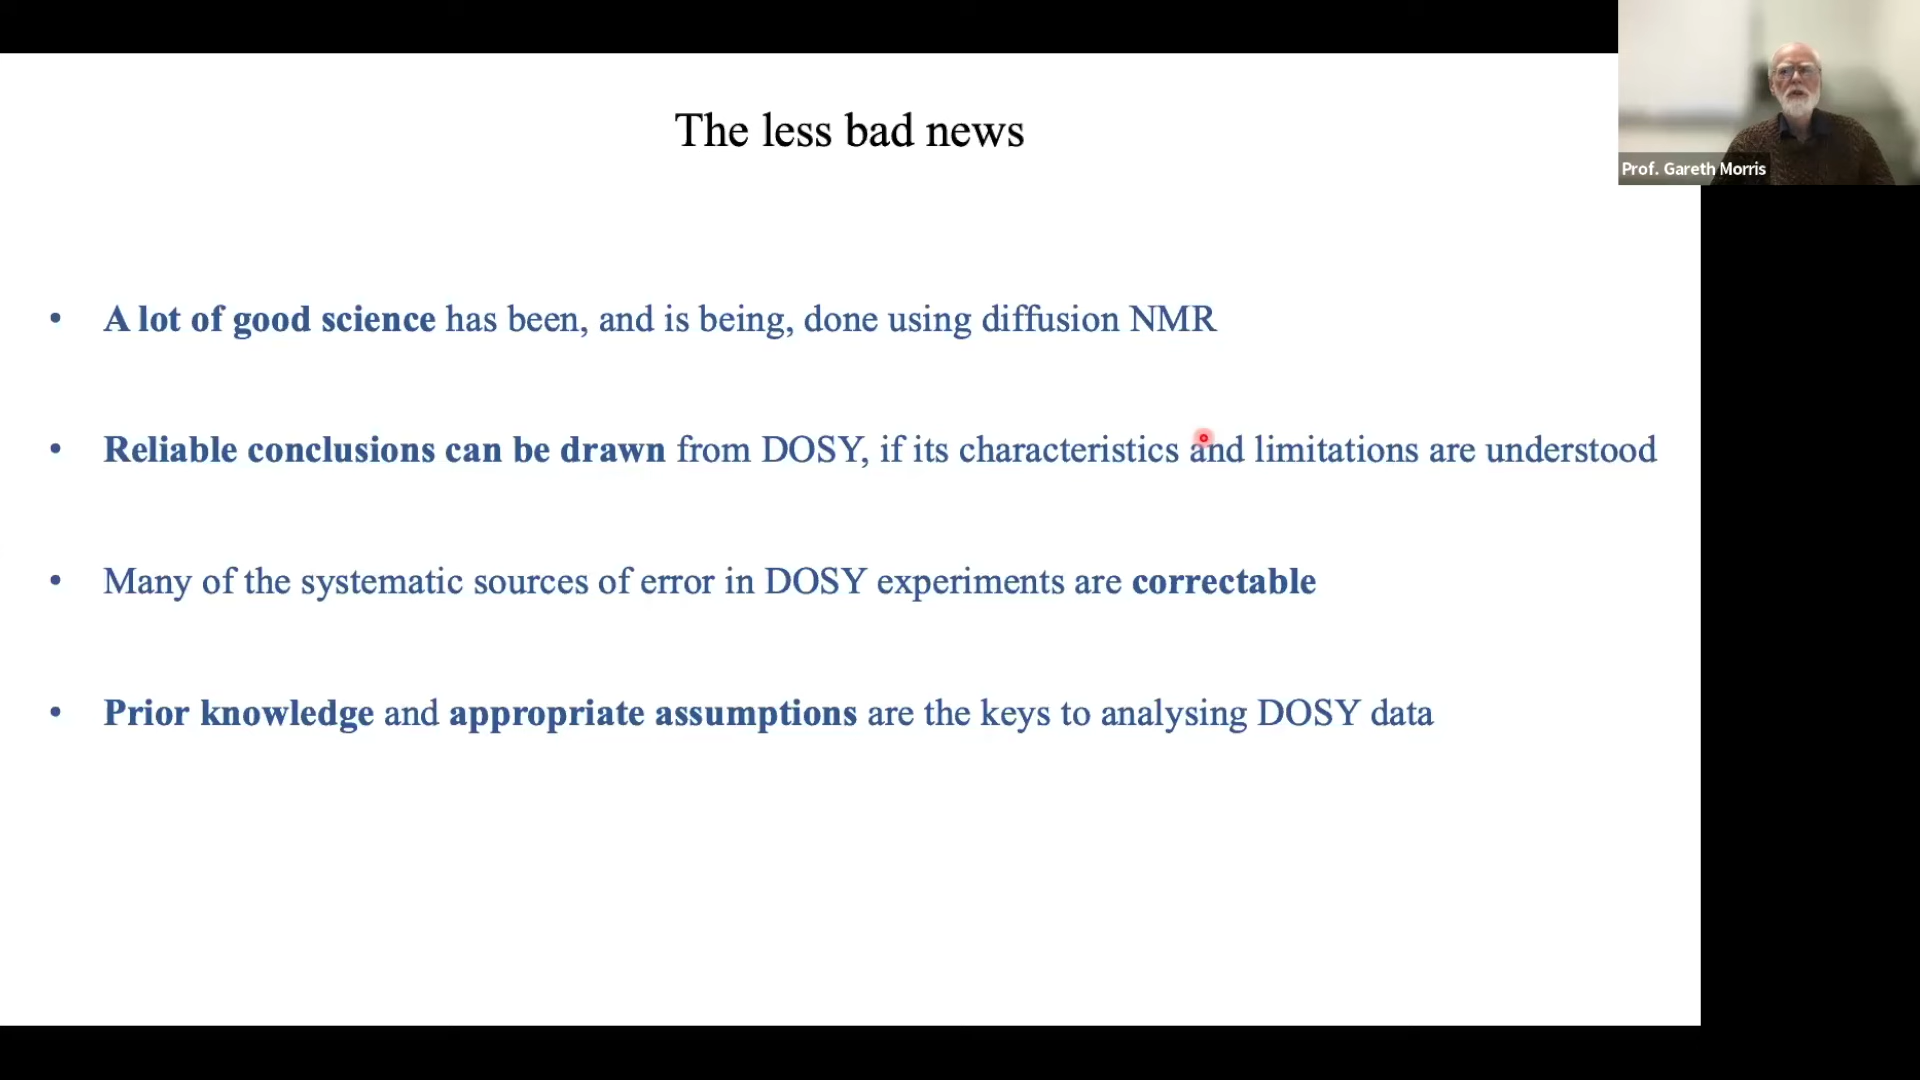 The less bad news
Prof. Gareth Morris
• A lot of good science has been, and is being, done using diffusion NMR
• Reliable conclusions can be drawn from DOSY, if its characteristics and limitations are understood
• Many of the systematic sources of error in DOSY experiments are correctable
• Prior knowledge and appropriate assumptions are the keys to analysing DOSY data